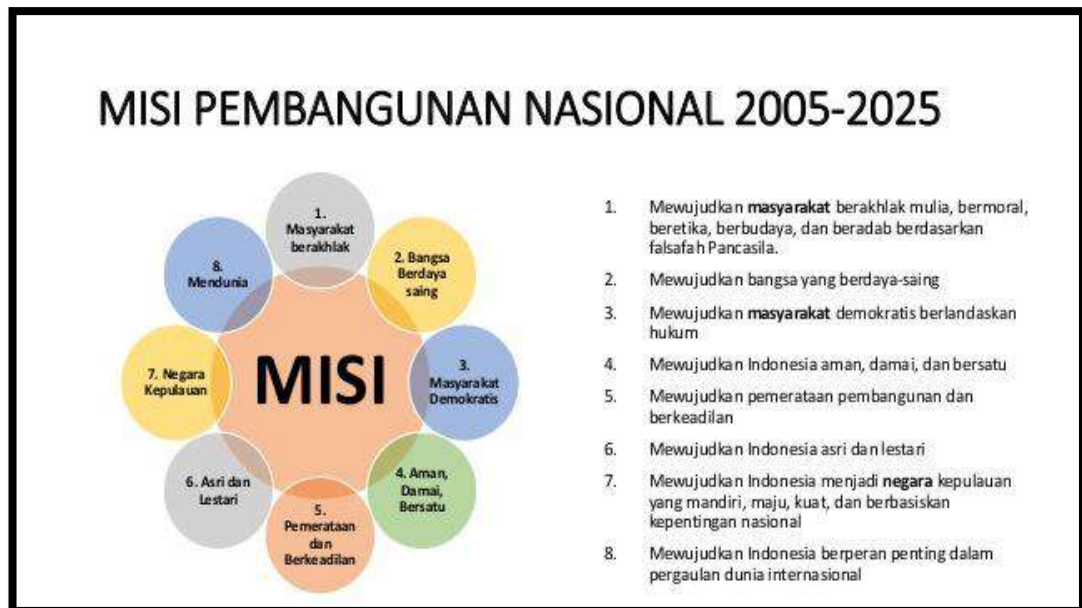 MISI PEMBANGUNAN NASIONAL 2005-2025
1.
Masyarakat
berakhlak
2. Bangsa
Berdaya
saing
3.
Masyarakat
Demokratis
4. Aman,
Damai,
Bersatu
5.
Pemerataan
dan
Berkeadilan
6. Asri dan
Lestari
7. Negara
Kepulauan
8.
Mendunia
MISI
1. Mewujudkan masyarakat berakhlak mulia, bermoral,
beretika, berbudaya, dan beradab berdasarkan
falsafah Pancasila.
2. Mewujudkan bangsa yang berdaya-saing
3. Mewujudkan masyarakat demokratis berlandaskan
hukum
4. Mewujudkan Indonesia aman, damai, dan bersatu
5. Mewujudkan pemerataan pembangunan dan
berkeadilan
6. Mewujudkan Indonesia asri dan lestari
7. Mewujudkan Indonesia menjadi negara kepulauan
yang mandiri, maju, kuat, dan berbasiskan
kepentingan nasional
8. Mewujudkan Indonesia berperan penting dalam
pergaulan dunia internasional